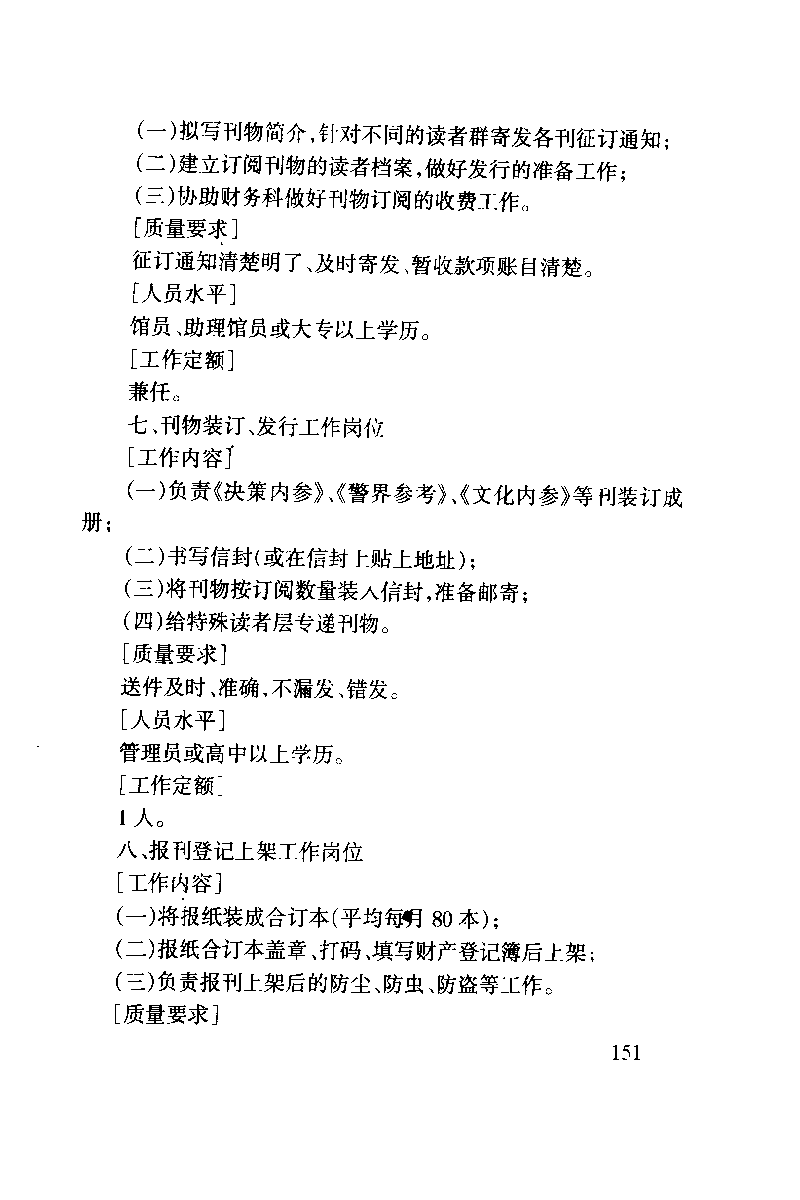 (一)拟写刊物简介,针对不同的读者群寄发各刊征订通知;
(二)建立订阅刊物的读者档案,做好发行的准备工作;
(三)协助财务科做好刊物订阅的收费工作。
[质量要求]
征订通知清楚明了、及时寄发、暂收款项账目清楚。
[人员水平]
馆员、助理馆员或大专以上学历。
[工作定额]
兼任。
七、刊物装订、发行工作岗位
[工作内容]
(一)负责《决策内参》、《警界参考》、《文化内参》等刊装订成
册;
(二)书写信封(或在信封上贴上地址);
(三)将刊物按订阅数量装入信封,准备邮寄;
(四)给特殊读者层专递刊物。
[质量要求]
送件及时、准确,不漏发、错发。
[人员水平]
管理员或高中以上学历。
[工作定额]
1人。
八、报刊登记上架工作岗位
[工作内容]
(一)将报纸装成合订本(平均每月80本);
(二)报纸合订本盖章、打码、填写财产登记簿后上架;
(三)负责报刊上架后的防尘、防虫、防盗等工作。
[质量要求]
151